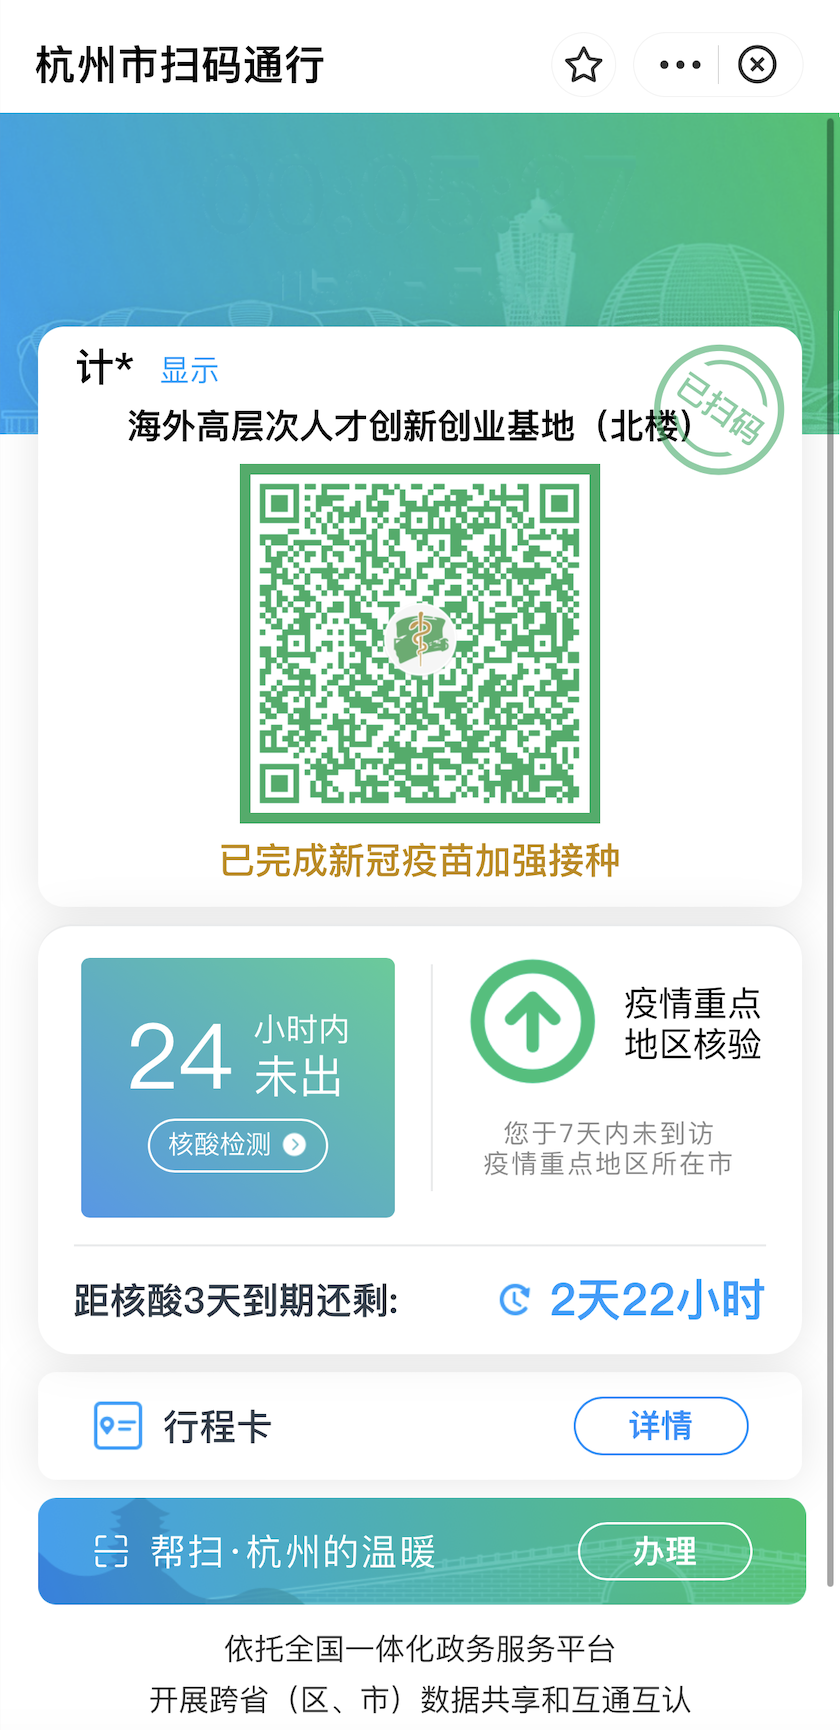 杭州市扫码通行
计* 显示
已扫码
海外高层次人才创新创业基地（北楼）
已完成新冠疫苗加强接种
24 小时内
未出
核酸检测
疫情重点
地区核验
您于7天内未到访
疫情重点地区所在市
距核酸3天到期还剩: 2天22小时
行程卡 详情
帮扫·杭州的温暖 办理
依托全国一体化政务服务平台
开展跨省（区、市）数据共享和互通互认